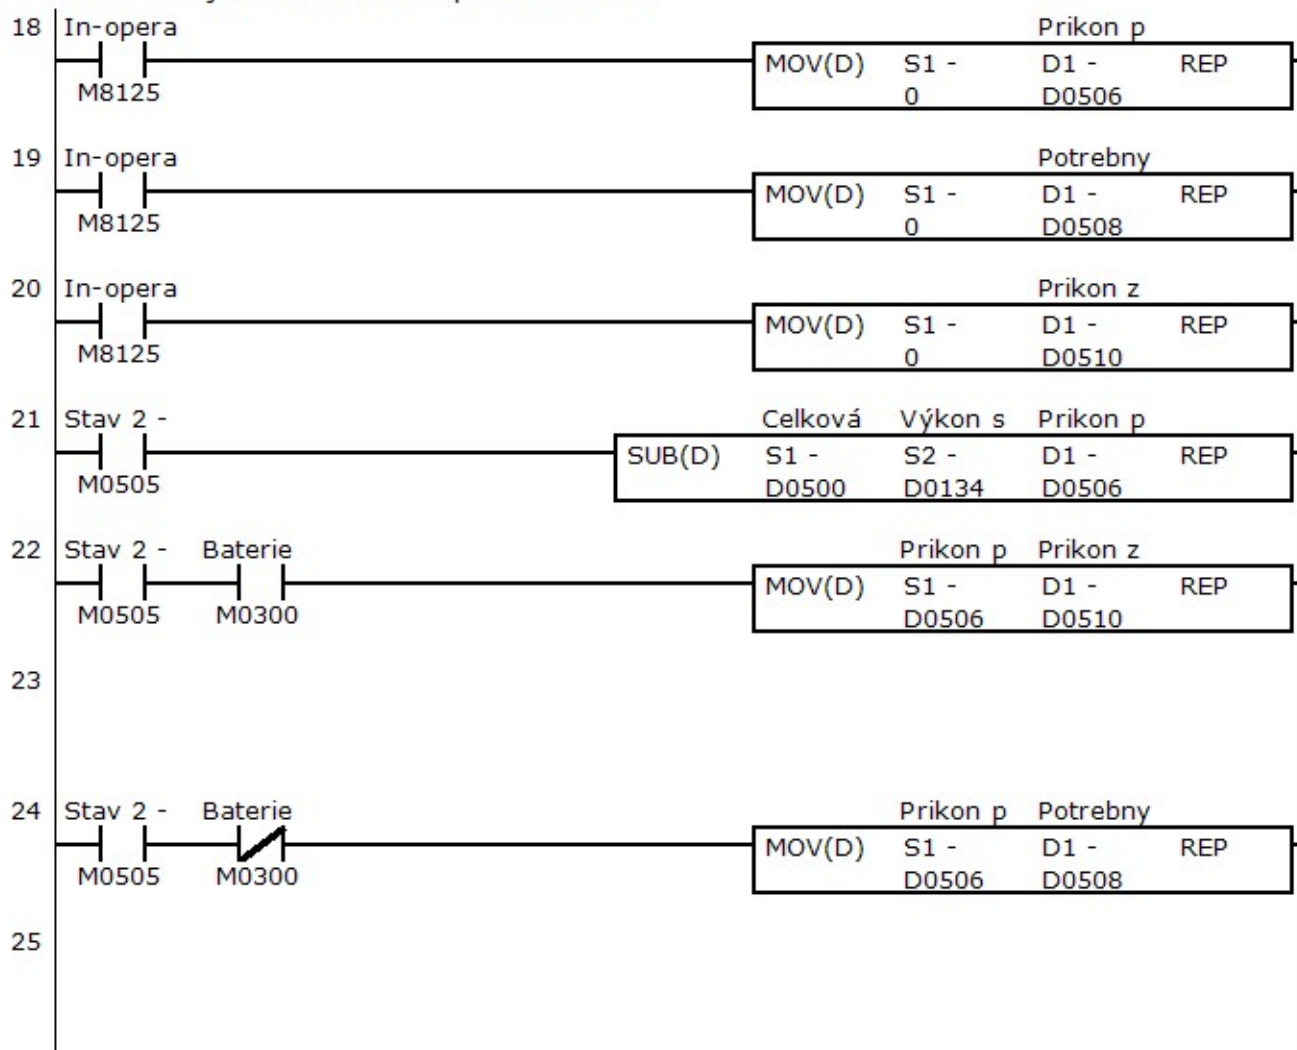 18 In-opera Prikon p
MOV(D) S1 - D1 - REP
M8125 0 D0506
19 In-opera Potrebny
MOV(D) S1 - D1 - REP
M8125 0 D0508
20 In-opera Prikon z
MOV(D) S1 - D1 - REP
M8125 0 D0510
21 Stav 2 - Celková Výkon s Prikon p
SUB(D) S1 - S2 - D1 - REP
M0505 D0500 D0134 D0506
22 Stav 2 - Baterie Prikon p Prikon z
MOV(D) S1 - D1 - REP
M0505 M0300 D0506 D0510
23
24 Stav 2 - Baterie Prikon p Potrebny
MOV(D) S1 - D1 - REP
M0505 M0300 D0506 D0508
25